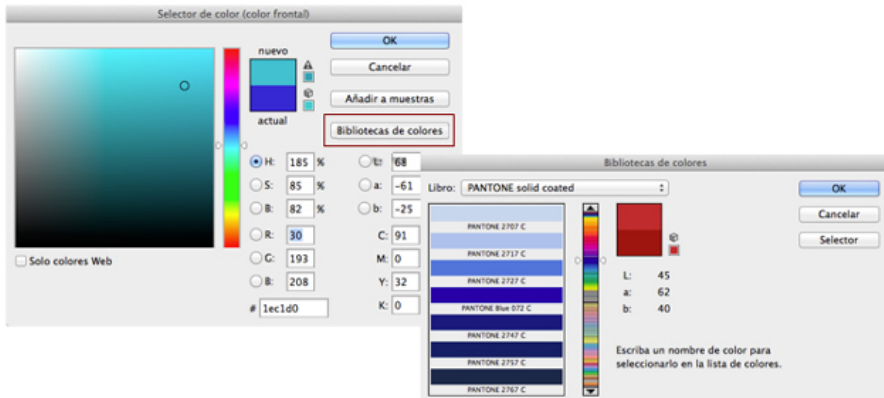 Selector de color (color frontal)
nuevo
actual
OK
Cancelar
Añadir a muestras
Bibliotecas de colores
H: 185 %
S: 85 %
B: 82 %
R: 30
G: 193
B: 208
# 1ec1d0
68
a: -61
b: -25
C: 91
M: 0
Y: 32
K: 0
Solo colores Web
Bibliotecas de colores
Libro: PANTONE solid coated
PANTONE 2707 C
PANTONE 2717 C
PANTONE 2727 C
PANTONE Blue 072 C
PANTONE 2747 C
PANTONE 2757 C
PANTONE 2767 C
L: 45
a: 62
b: 40
Escriba un nombre de color para
seleccionarlo en la lista de colores.
OK
Cancelar
Selector